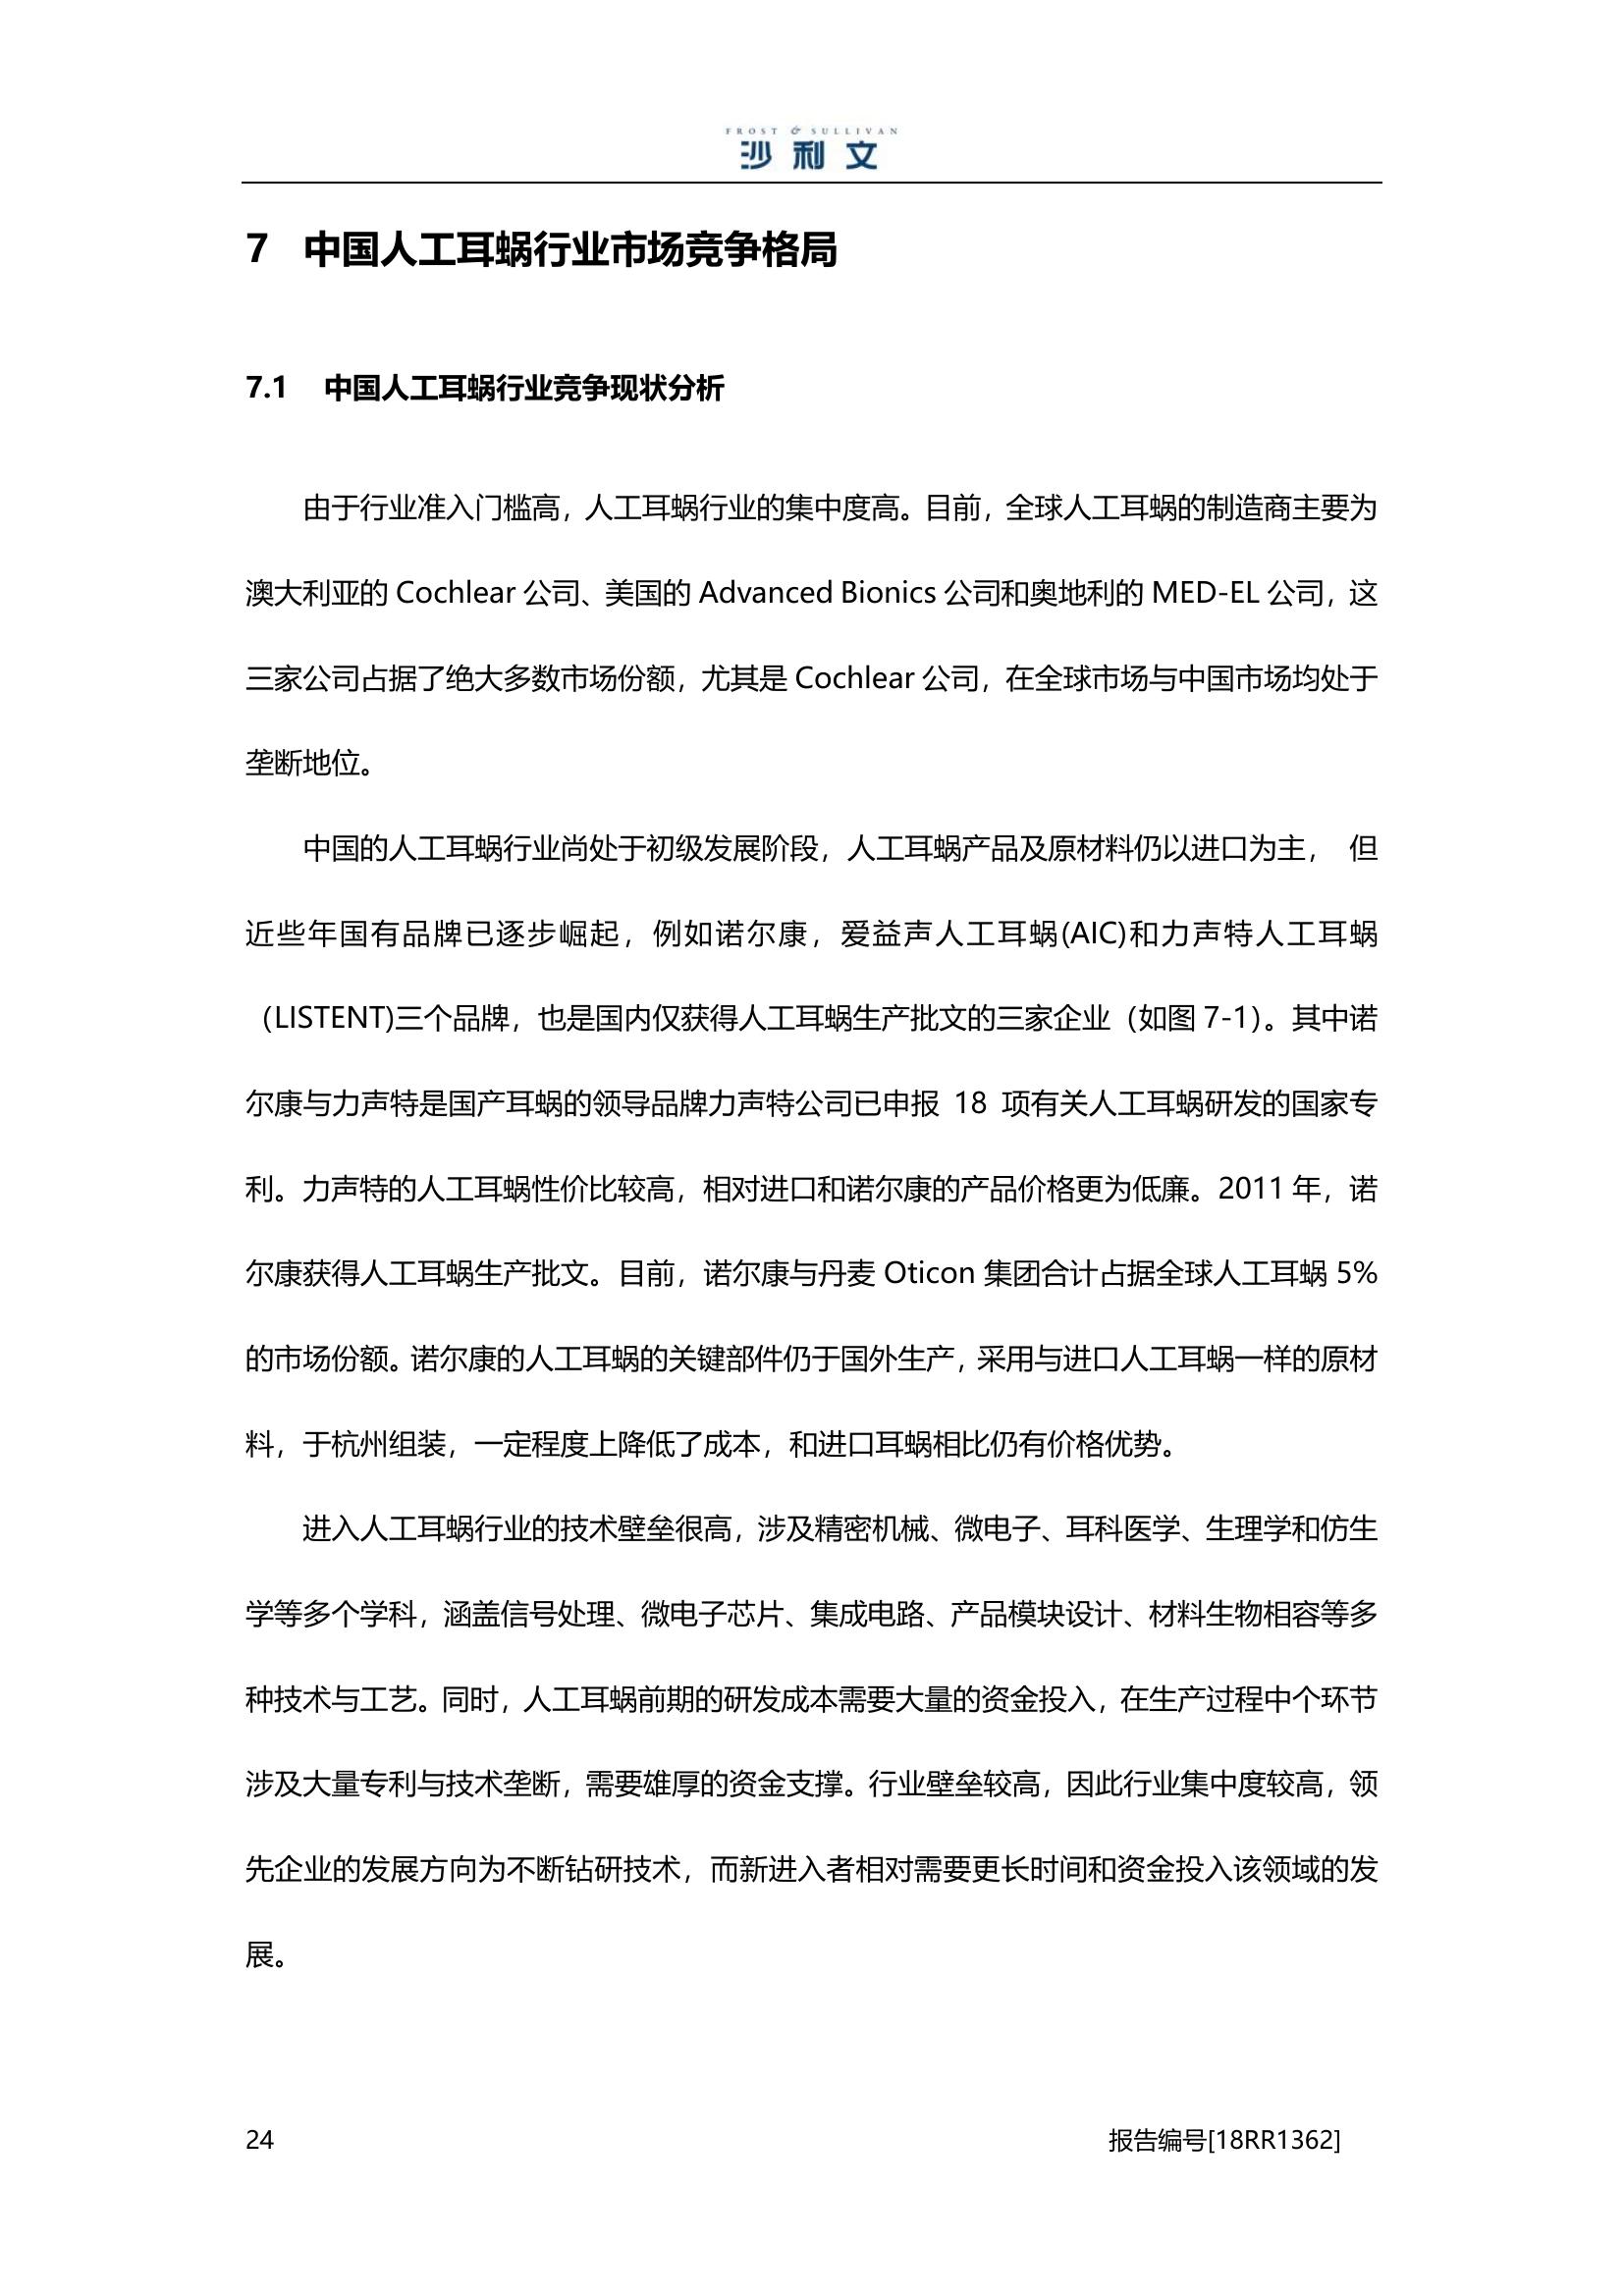 FROST & SULLIVAN
沙利文
7 中国人工耳蜗行业市场竞争格局
7.1 中国人工耳蜗行业竞争现状分析
由于行业准入门槛高，人工耳蜗行业的集中度高。目前，全球人工耳蜗的制造商主要为
澳大利亚的 Cochlear 公司、美国的 Advanced Bionics 公司和奥地利的 MED-EL 公司，这
三家公司占据了绝大多数市场份额，尤其是 Cochlear 公司，在全球市场与中国市场均处于
垄断地位。
中国的人工耳蜗行业尚处于初级发展阶段，人工耳蜗产品及原材料仍以进口为主， 但
近些年国有品牌已逐步崛起，例如诺尔康，爱益声人工耳蜗(AIC)和力声特人工耳蜗
（LISTENT)三个品牌，也是国内仅获得人工耳蜗生产批文的三家企业（如图 7-1）。其中诺
尔康与力声特是国产耳蜗的领导品牌力声特公司已申报 18 项有关人工耳蜗研发的国家专
利。力声特的人工耳蜗性价比较高，相对进口和诺尔康的产品价格更为低廉。2011 年，诺
尔康获得人工耳蜗生产批文。目前，诺尔康与丹麦 Oticon 集团合计占据全球人工耳蜗 5%
的市场份额。诺尔康的人工耳蜗的关键部件仍于国外生产，采用与进口人工耳蜗一样的原材
料，于杭州组装，一定程度上降低了成本，和进口耳蜗相比仍有价格优势。
进入人工耳蜗行业的技术壁垒很高，涉及精密机械、微电子、耳科医学、生理学和仿生
学等多个学科，涵盖信号处理、微电子芯片、集成电路、产品模块设计、材料生物相容等多
种技术与工艺。同时，人工耳蜗前期的研发成本需要大量的资金投入，在生产过程中个环节
涉及大量专利与技术垄断，需要雄厚的资金支撑。行业壁垒较高，因此行业集中度较高，领
先企业的发展方向为不断钻研技术，而新进入者相对需要更长时间和资金投入该领域的发
展。
24 报告编号[18RR1362]